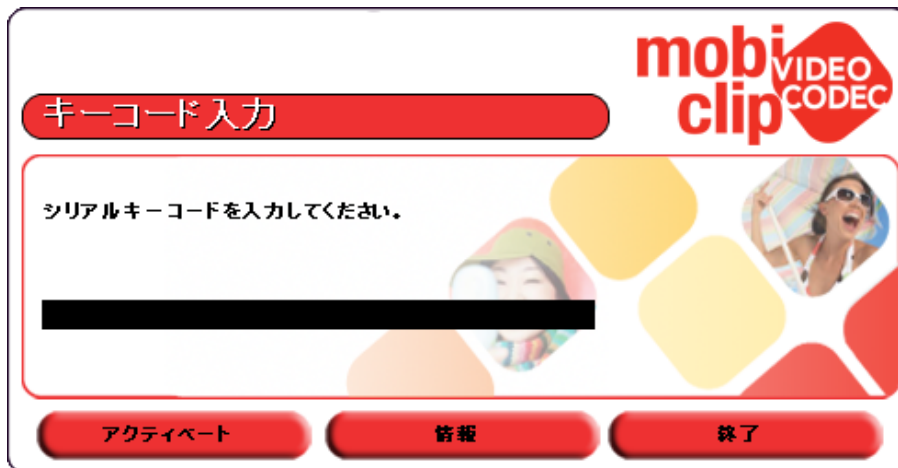 mobi
clip
VIDEO
CODEC
キーコード入力
シリアルキーコードを入力してください。
アクティベート
情報
終了